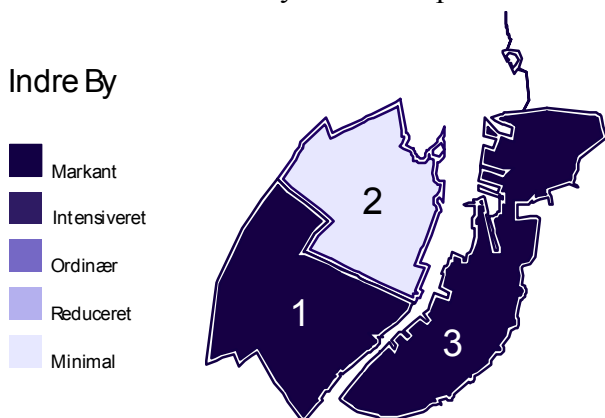 Indre By
Markant
Intensiveret
Ordinær
Reduceret
Minimal
2
1
3